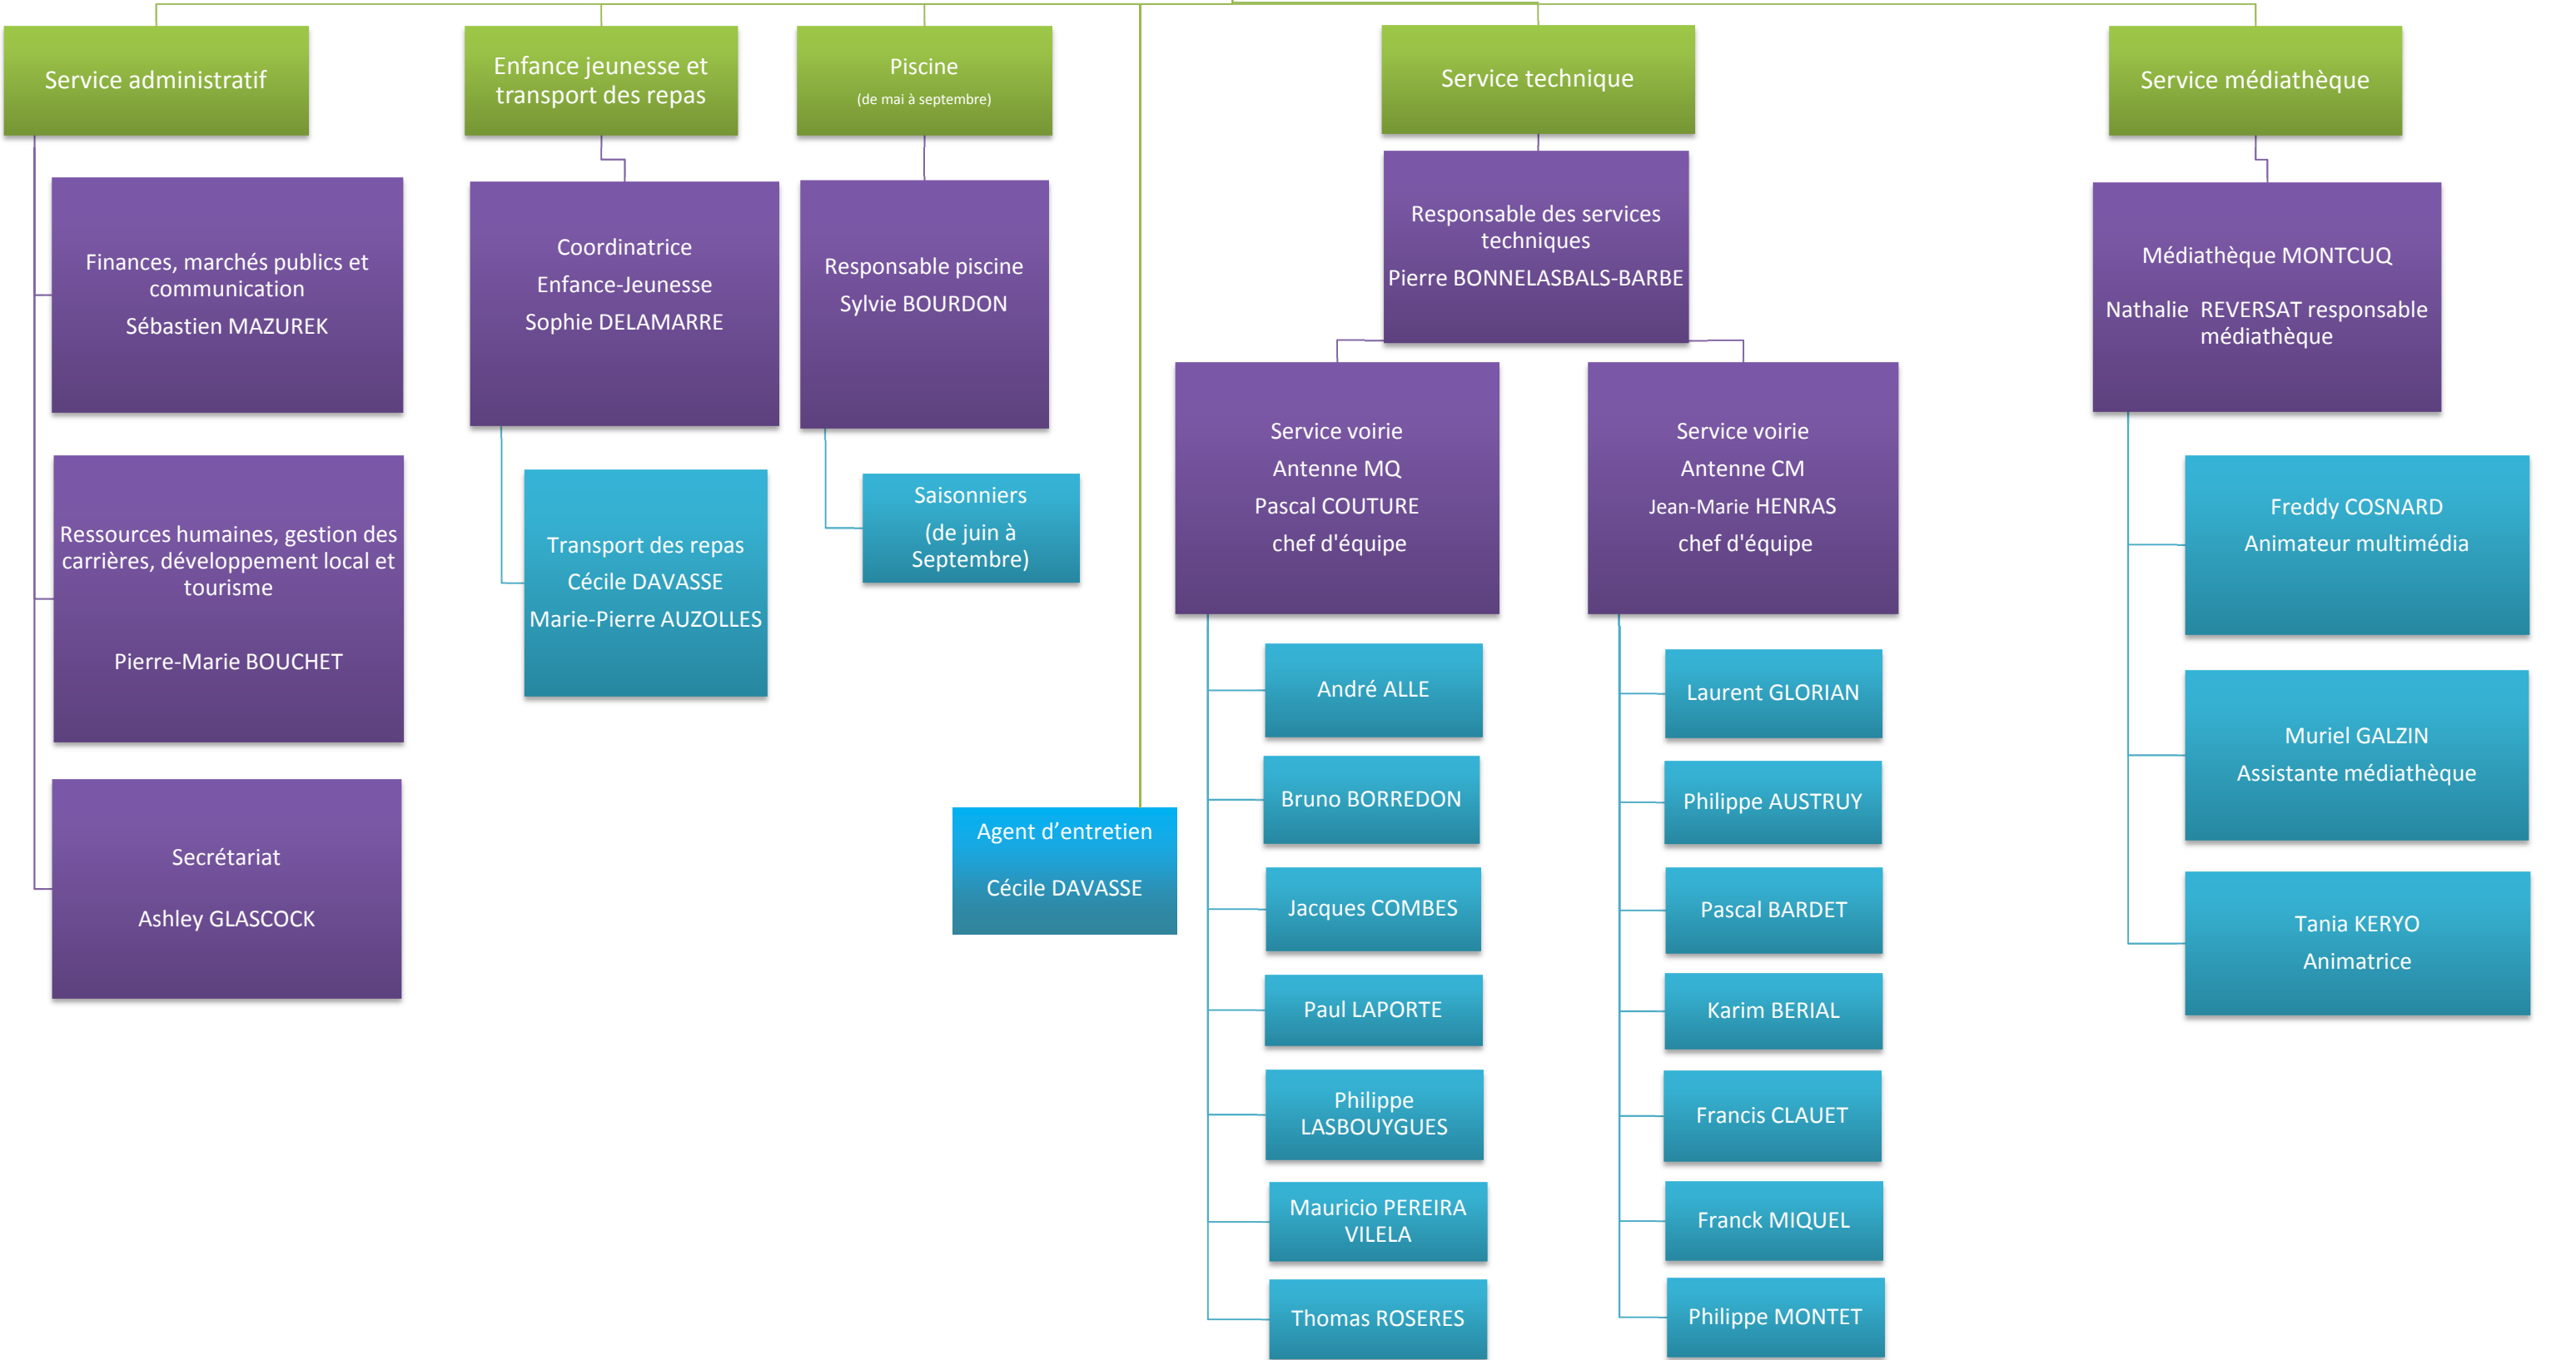 Service administratif
Finances, marchés publics et
communication
Sébastien MAZUREK
Ressources humaines, gestion des
carrières, développement local et
tourisme
Pierre-Marie BOUCHET
Secrétariat
Ashley GLASCOCK
Enfance jeunesse et
transport des repas
Coordinatrice
Enfance-Jeunesse
Sophie DELAMARRE
Transport des repas
Cécile DAVASSE
Marie-Pierre AUZOLLES
Piscine
(de mai à septembre)
Responsable piscine
Sylvie BOURDON
Saisonniers
(de juin à
Septembre)
Agent d’entretien
Cécile DAVASSE
Service technique
Responsable des services
techniques
Pierre BONNELASBALS-BARBE
Service voirie
Antenne MQ
Pascal COUTURE
chef d'équipe
André ALLE
Bruno BORREDON
Jacques COMBES
Paul LAPORTE
Philippe
LASBOUYGUES
Mauricio PEREIRA
VILELA
Thomas ROSERES
Service voirie
Antenne CM
Jean-Marie HENRAS
chef d'équipe
Laurent GLORIAN
Philippe AUSTRUY
Pascal BARDET
Karim BERIAL
Francis CLAUET
Franck MIQUEL
Philippe MONTET
Service médiathèque
Médiathèque MONTCUQ
Nathalie  REVERSAT responsable
médiathèque
Freddy COSNARD
Animateur multimédia
Muriel GALZIN
Assistante médiathèque
Tania KERYO
Animatrice